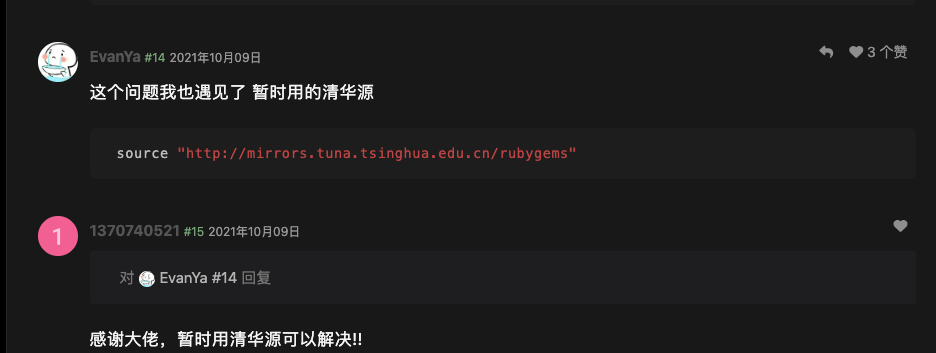 EvanYa #14 2021年10月09日 3 个赞
这个问题我也遇见了 暂时用的清华源
source "http://mirrors.tuna.tsinghua.edu.cn/rubygems"
1 1370740521 #15 2021年10月09日
对 EvanYa #14 回复
感谢大佬，暂时用清华源可以解决!!